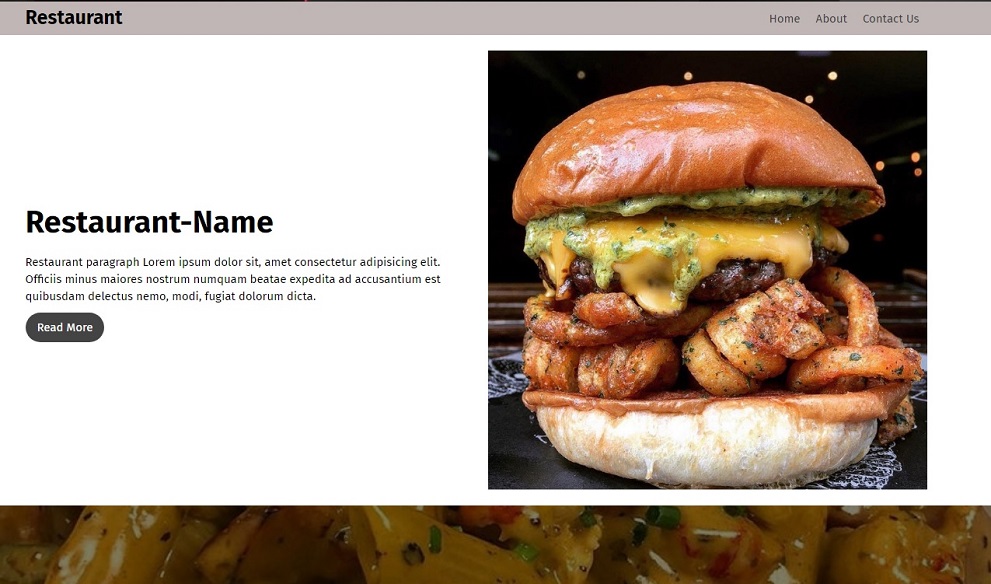 Restaurant
Home About Contact Us
Restaurant-Name
Restaurant paragraph Lorem ipsum dolor sit, amet consectetur adipisicing elit.
Officiis minus maiores nostrum numquam beatae expedita ad accusantium est
quibusdam delectus nemo, modi, fugiat dolorum dicta.
Read More